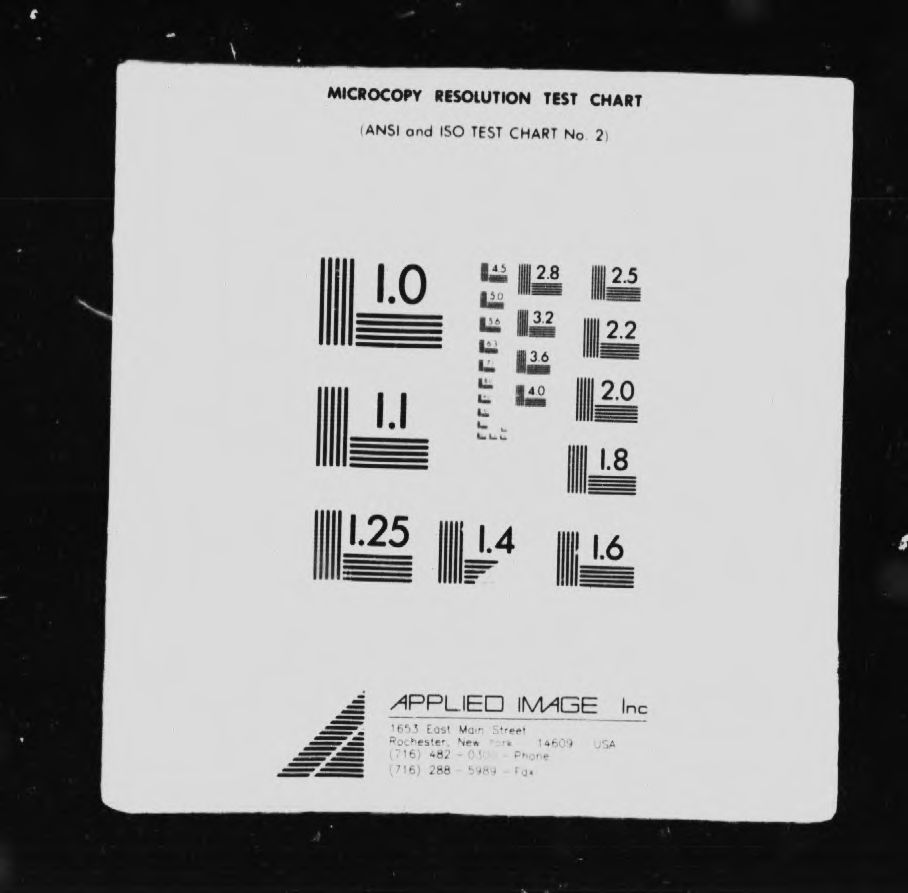 MICROCOPY RESOLUTION TEST CHART
(ANSI and ISO TEST CHART No. 2)
1.0
4.5 2.8 2.5
5.0
5.6 3.2 2.2
6.3
3.6
1.1
4.0 2.0
1.8
1.25 1.4 1.6
APPLIED IMAGE Inc
1653 East Main Street
Rochester, New York 14609 USA
(716) 482 - - Phone
(716) 288 - 5989 - Fax